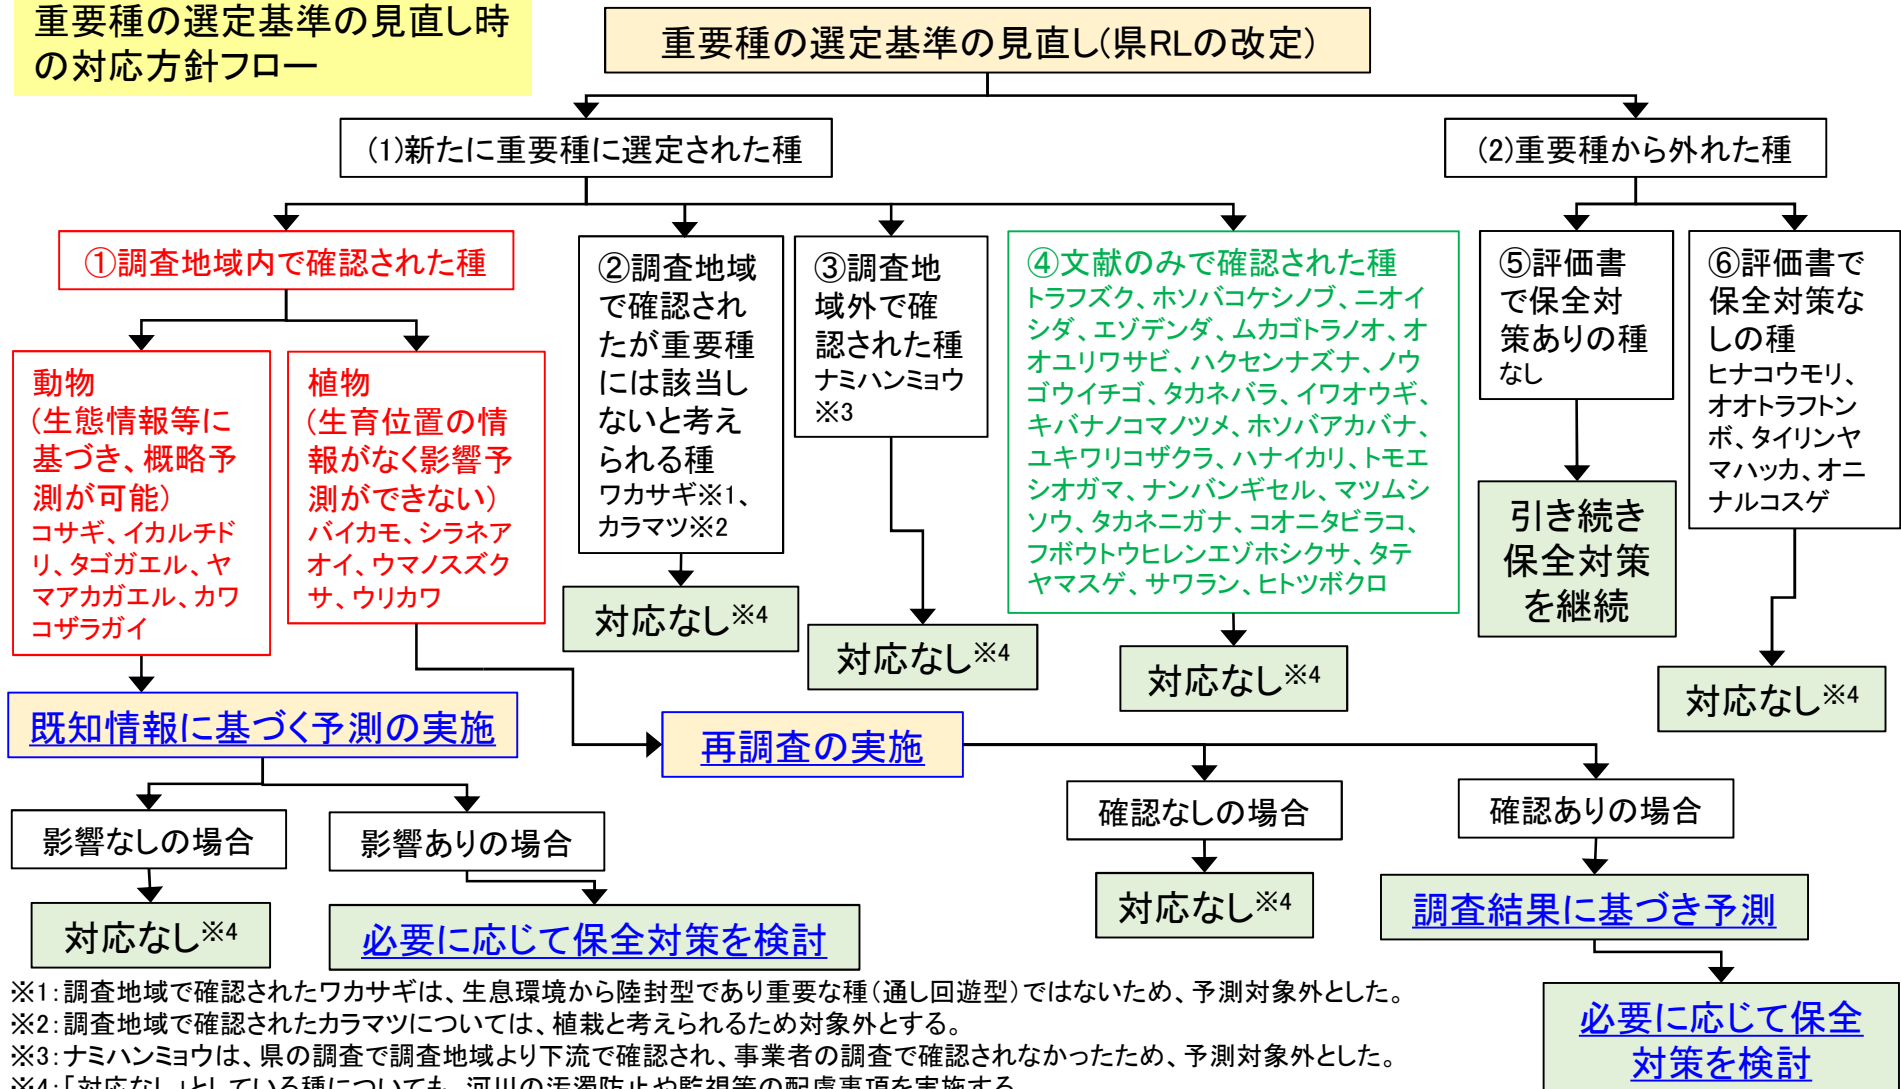 重要種の選定基準の見直し時
の対応方針フロー
重要種の選定基準の見直し(県RLの改定)
(1)新たに重要種に選定された種
(2)重要種から外れた種
①調査地域内で確認された種
動物
(生態情報等に
基づき、概略予
測が可能)
コサギ、イカルチド
リ、タゴガエル、ヤ
マアカガエル、カワ
コザラガイ
植物
(生育位置の情
報がなく影響予
測ができない)
バイカモ、シラネア
オイ、ウマノスズク
サ、ウリカワ
②調査地域
で確認され
たが重要種
には該当し
ないと考え
られる種
ワカサギ※1、
カラマツ※2
③調査地
域外で確
認された種
ナミハンミョウ
※3
④文献のみで確認された種
トラフズク、ホソバコケシノブ、ニオイ
シダ、エゾデンダ、ムカゴトラノオ、オ
オユリワサビ、ハクセンナズナ、ノウ
ゴウイチゴ、タカネバラ、イワオウギ、
キバナノコマノツメ、ホソバアカバナ、
ユキワリコザクラ、ハナイカリ、トモエ
シオガマ、ナンバンギセル、マツムシ
ソウ、タカネニガナ、コオニタビラコ、
フボウトウヒレンエゾホシクサ、タテ
ヤマスゲ、サワラン、ヒトツボクロ
⑤評価書
で保全対
策ありの種
なし
⑥評価書で
保全対策な
しの種
ヒナコウモリ、
オオトラフトン
ボ、タイリンヤ
マハッカ、オニ
ナルコスゲ
対応なし※4
対応なし※4
対応なし※4
引き続き
保全対策
を継続
対応なし※4
既知情報に基づく予測の実施
再調査の実施
影響なしの場合
影響ありの場合
確認なしの場合
確認ありの場合
対応なし※4
必要に応じて保全対策を検討
対応なし※4
調査結果に基づき予測
必要に応じて保全
対策を検討
※1：調査地域で確認されたワカサギは、生息環境から陸封型であり重要な種（通し回遊型）ではないため、予測対象外とした。
※2：調査地域で確認されたカラマツについては、植栽と考えられるため対象外とする。
※3：ナミハンミョウは、県の調査で調査地域より下流で確認され、事業者の調査で確認されなかったため、予測対象外とした。
※4：「対応なし」としている種についても、河川の汚濁防止や監視等の配慮事項を実施する。